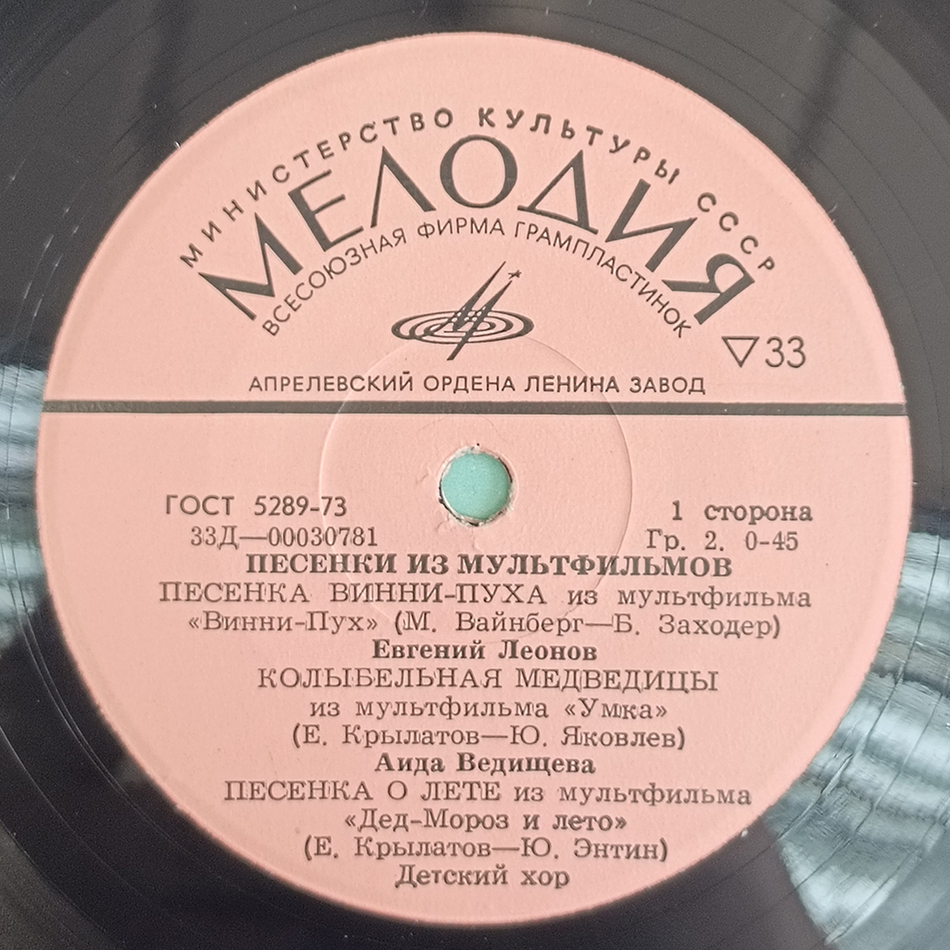 МИНИСТЕРСТВО КУЛЬТУРЫ СССР
МЕЛОДИЯ
ВСЕСОЮЗНАЯ ФИРМА ГРАМПЛАСТИНОК
▽33
АПРЕЛЕВСКИЙ ОРДЕНА ЛЕНИНА ЗАВОД
ГОСТ 5289-73
1 сторона
33Д—00030781
Гр. 2. 0-45
ПЕСЕНКИ ИЗ МУЛЬТФИЛЬМОВ
ПЕСЕНКА ВИННИ-ПУХА из мультфильма
«Винни-Пух» (М. Вайнберг—Б. Заходер)
Евгений Леонов
КОЛЫБЕЛЬНАЯ МЕДВЕДИЦЫ
из мультфильма «Умка»
(Е. Крылатов—Ю. Яковлев)
Аида Ведищева
ПЕСЕНКА О ЛЕТЕ из мультфильма
«Дед-Мороз и лето»
(Е. Крылатов—Ю. Энтин)
Детский хор